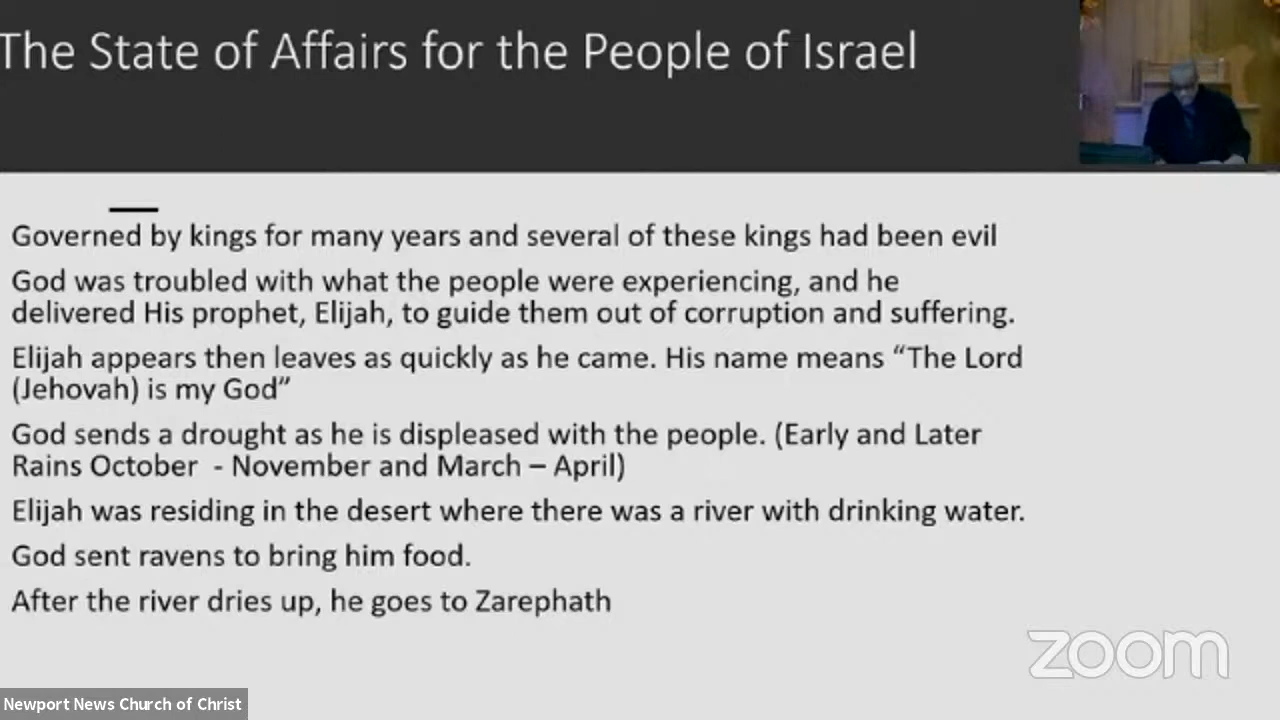 The State of Affairs for the People of Israel
Governed by kings for many years and several of these kings had been evil
God was troubled with what the people were experiencing, and he
delivered His prophet, Elijah, to guide them out of corruption and suffering.
Elijah appears then leaves as quickly as he came. His name means “The Lord
(Jehovah) is my God”
God sends a drought as he is displeased with the people. (Early and Later
Rains October  - November and March – April)
Elijah was residing in the desert where there was a river with drinking water.
God sent ravens to bring him food.
After the river dries up, he goes to Zarephath
zoom
Newport News Church of Christ